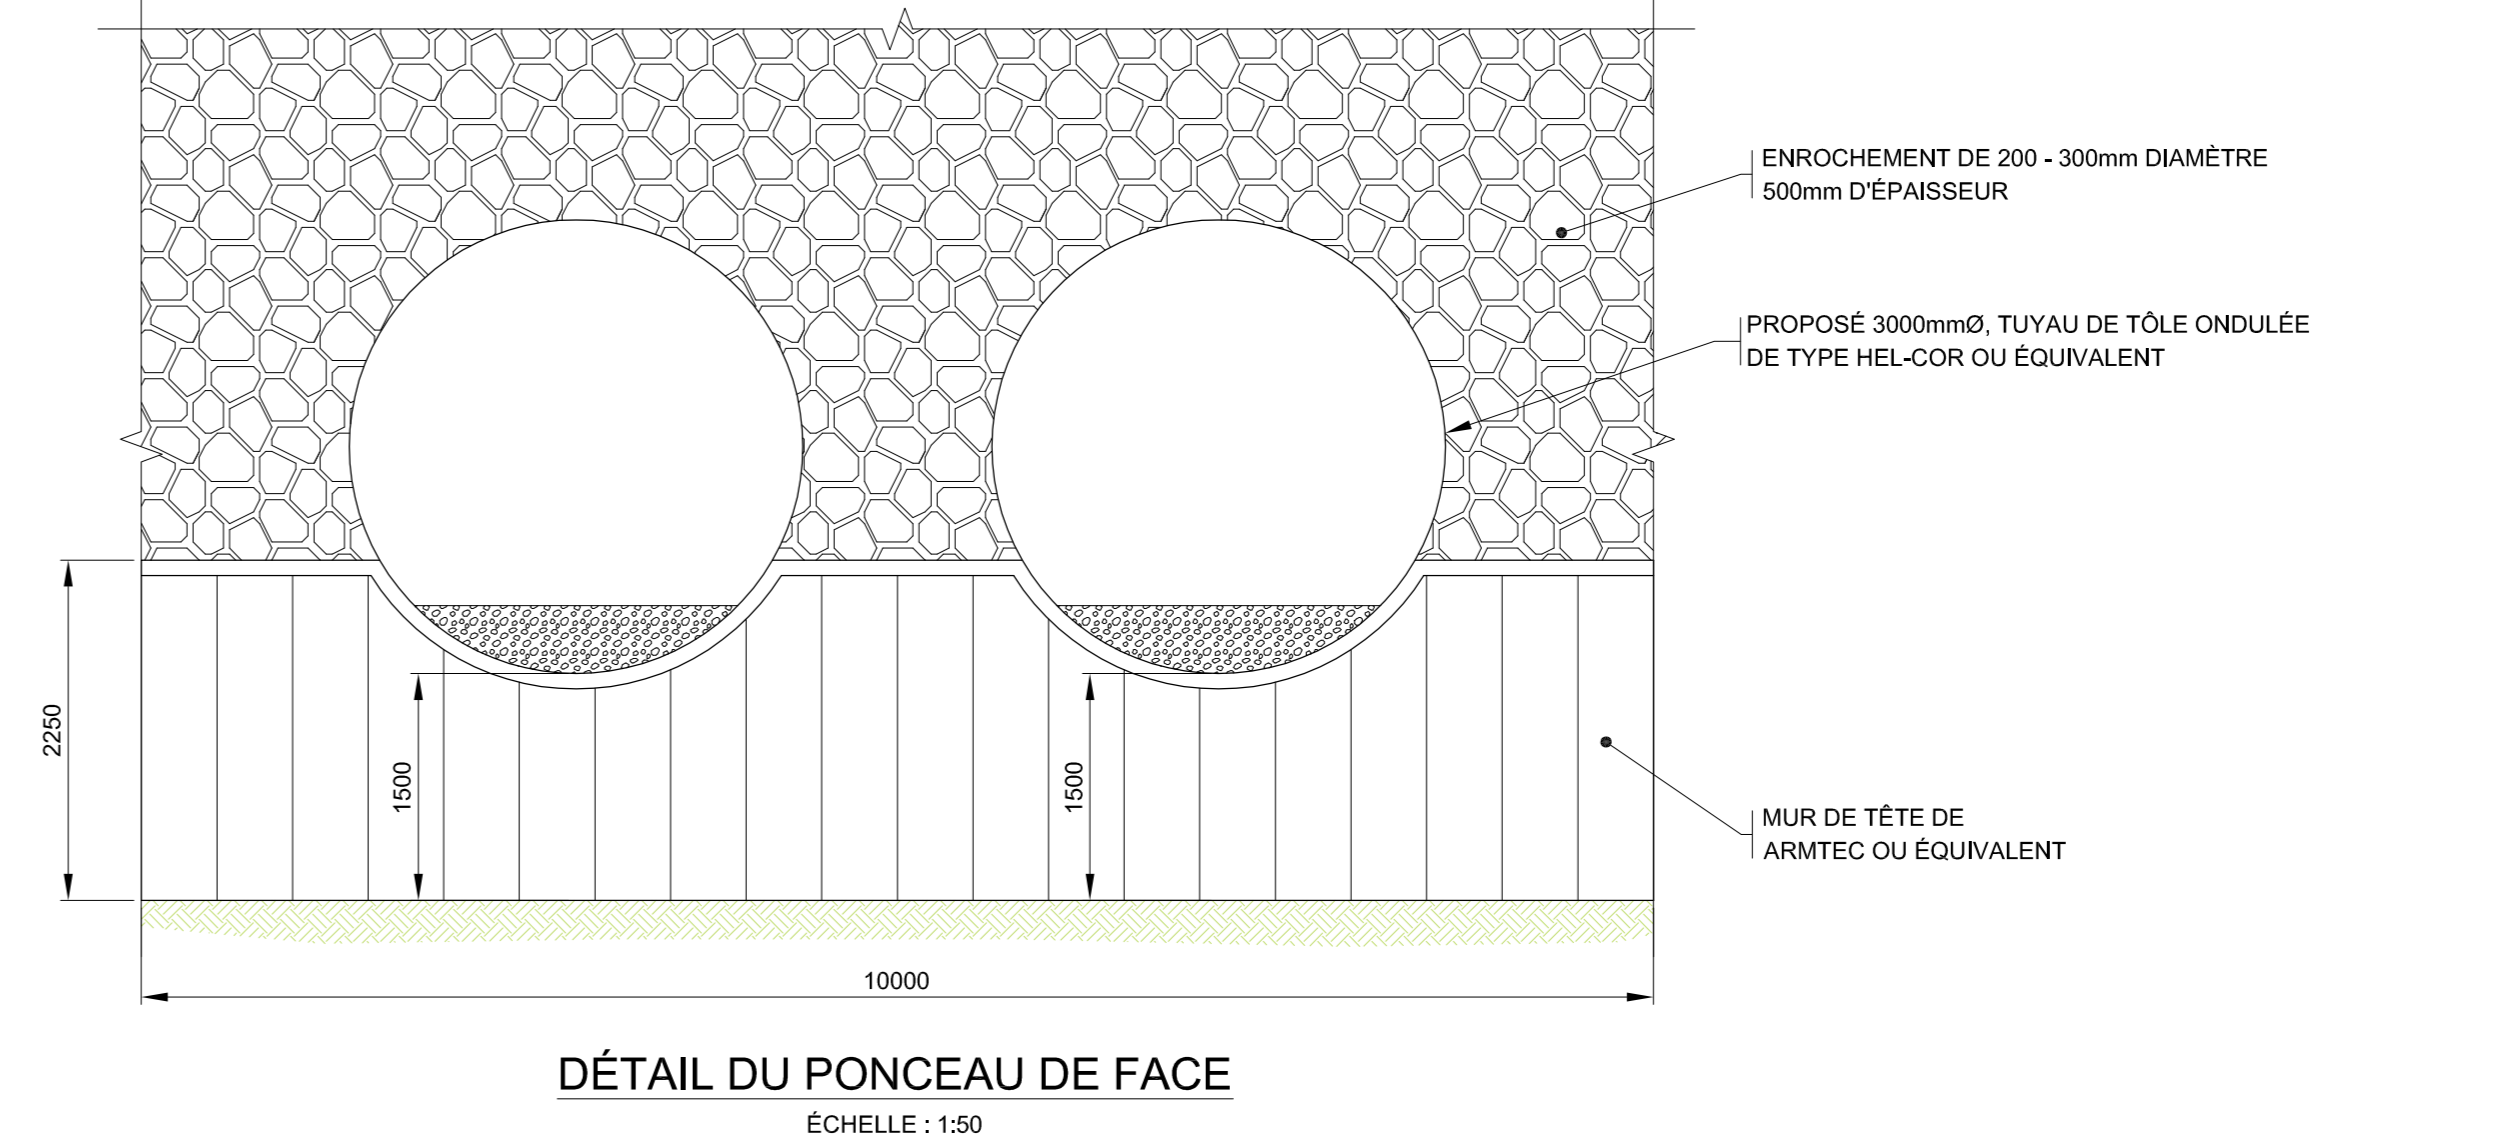 ENROCHEMENT DE 200 - 300mm DIAMÈTRE
500mm D'ÉPAISSEUR
PROPOSÉ 3000mmØ, TUYAU DE TÔLE ONDULÉE
DE TYPE HEL-COR OU ÉQUIVALENT
2250
1500
1500
MUR DE TÊTE DE
ARMTEC OU ÉQUIVALENT
10000
DÉTAIL DU PONCEAU DE FACE
ÉCHELLE : 1:50